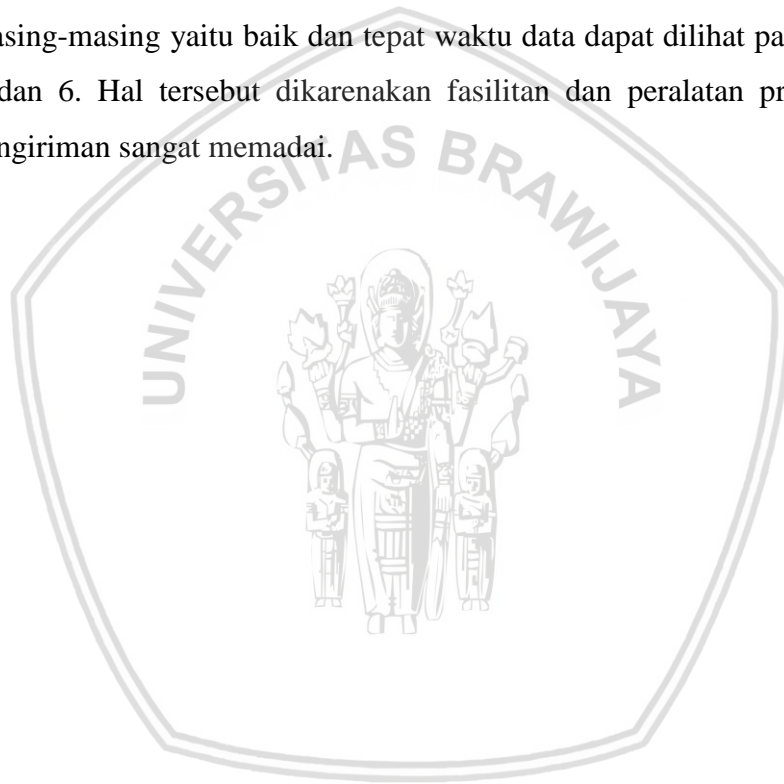 asing-masing yaitu baik dan tepat waktu data dapat dilihat pa
dan 6. Hal tersebut dikarenakan fasilitan dan peralatan pr
ngiriman sangat memadai.
UNIVERSITAS BRAWIJAYA